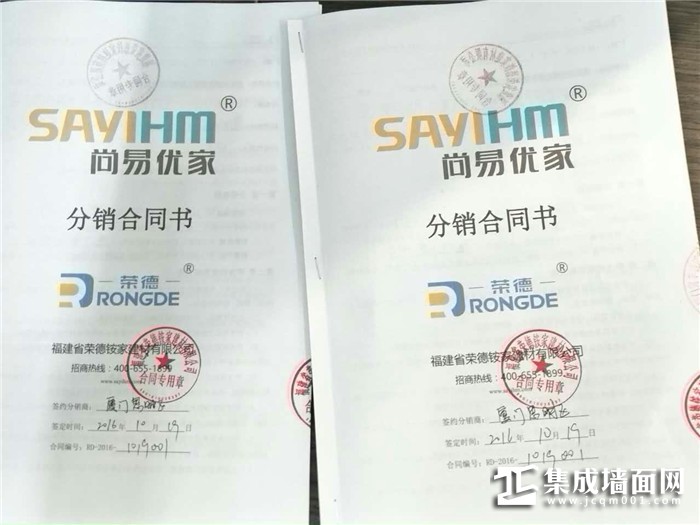 SAYIHM®
尚易优家
分销合同书
荣德®
RONGDE
福建省荣德铵家建材有限公司
招商热线：400-655-1899
合同专用章
签约分销商：厦门思明区
签定时间：2016年10月19日
合同编号：RD-2016-1019001
SAYIHM®
尚易优家
分销合同书
荣德®
RONGDE
福建省荣德铵家建材有限公司
招商热线：400-655-1899
合同专用章
签约分销商：厦门思明区
签定时间：2016年10月19日
合同编号：RD-2016-1019001
集成墙面网
www.jcqm001.com